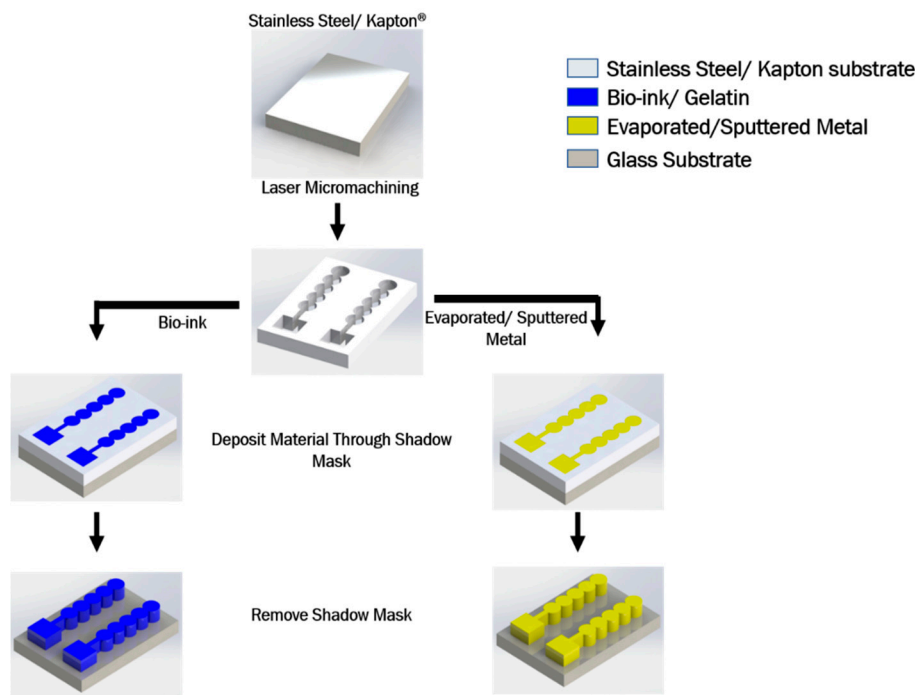 Stainless Steel/ Kapton®
Laser Micromachining
Stainless Steel/ Kapton substrate
Bio-ink/ Gelatin
Evaporated/Sputtered Metal
Glass Substrate
Bio-ink
Evaporated/ Sputtered
Metal
Deposit Material Through Shadow
Mask
Remove Shadow Mask